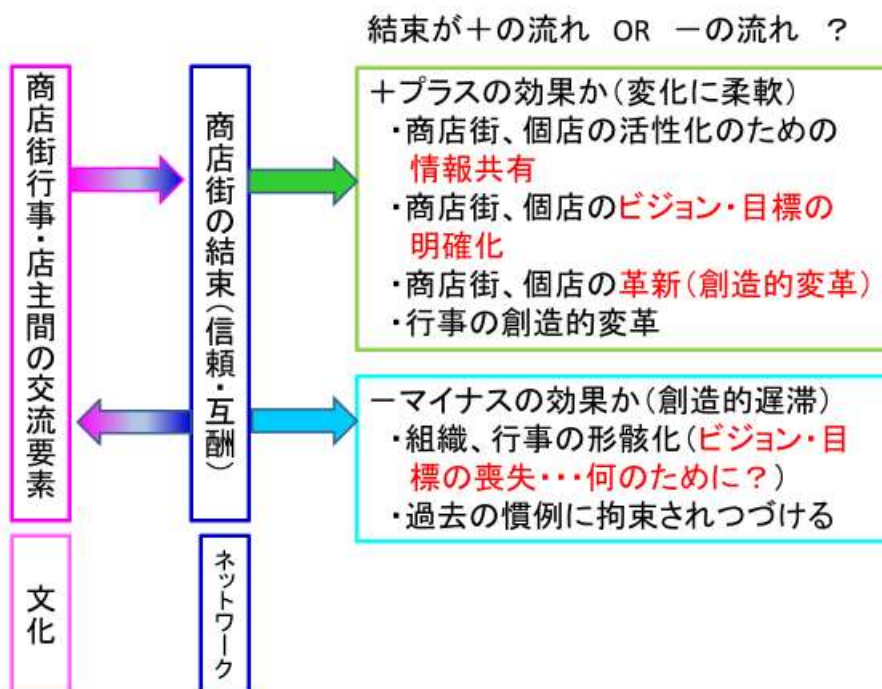 結束が＋の流れ OR －の流れ ？
商店街行事・店主間の交流要素
商店街の結束（信頼・互酬）
＋プラスの効果か（変化に柔軟）
・商店街、個店の活性化のための
情報共有
・商店街、個店のビジョン・目標の
明確化
・商店街、個店の革新（創造的変革）
・行事の創造的変革
－マイナスの効果か（創造的遅滞）
・組織、行事の形骸化（ビジョン・目
標の喪失・・・何のために？）
・過去の慣例に拘束されつづける
文化
ネットワーク